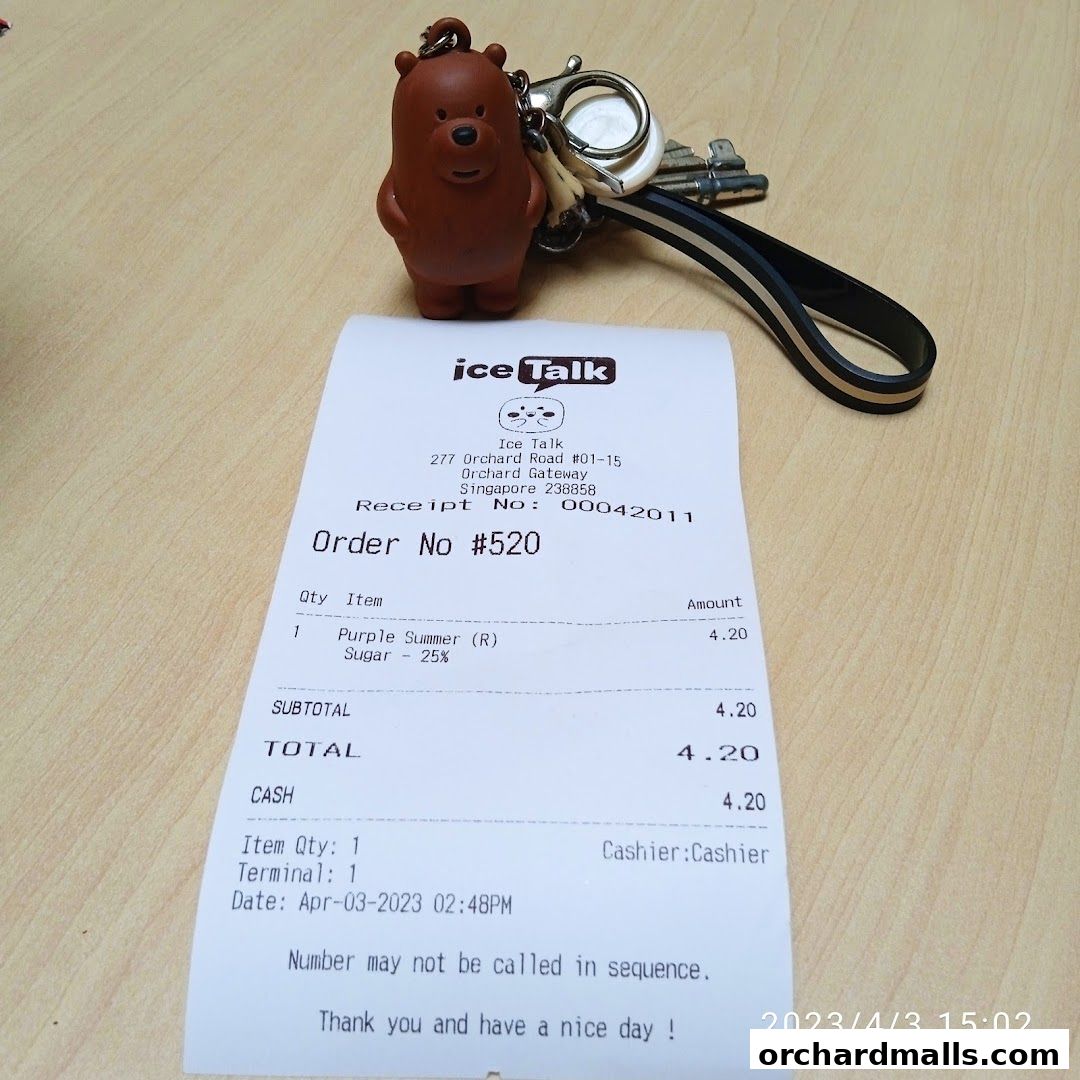 ice Talk
Ice Talk
277 Orchard Road #01-15
Orchard Gateway
Singapore 238858
Receipt No: 00042011
Order No #520
Qty Item Amount
1 Purple Summer (R) 4.20
Sugar - 25%
SUBTOTAL 4.20
TOTAL 4.20
CASH 4.20
Item Qty: 1 Cashier:Cashier
Terminal: 1
Date: Apr-03-2023 02:48PM
Number may not be called in sequence.
Thank you and have a nice day !
2023/4/3 15:02
orchardmalls.com